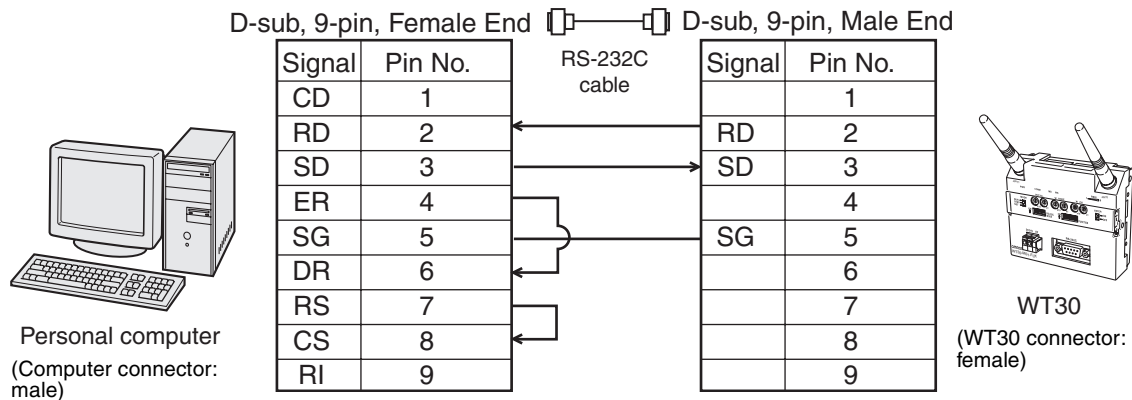 D-sub, 9-pin, Female End
D-sub, 9-pin, Male End
RS-232C
cable
Signal Pin No.
CD 1
RD 2
SD 3
ER 4
SG 5
DR 6
RS 7
CS 8
RI 9
Signal Pin No.
1
RD 2
SD 3
4
SG 5
6
7
8
9
Personal computer
(Computer connector:
male)
WT30
(WT30 connector:
female)